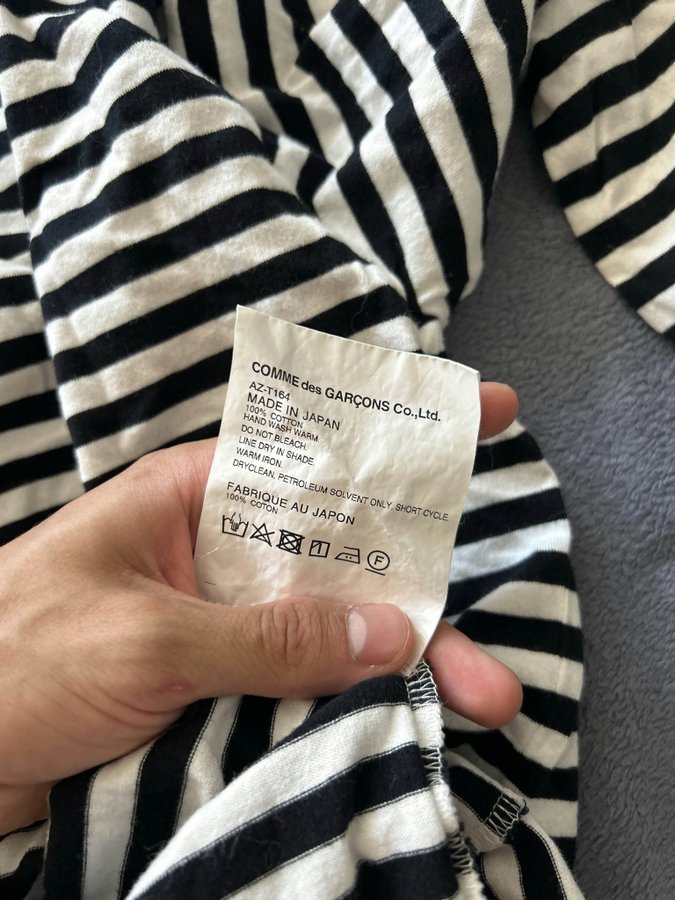 COMME des GARÇONS Co.,Ltd.
AZ-T164
MADE IN JAPAN
100% COTTON
HAND WASH WARM
DO NOT BLEACH.
LINE DRY IN SHADE.
WARM IRON.
DRYCLEAN, PETROLEUM SOLVENT ONLY. SHORT CYCLE.
FABRIQUE AU JAPON
100% COTON
F